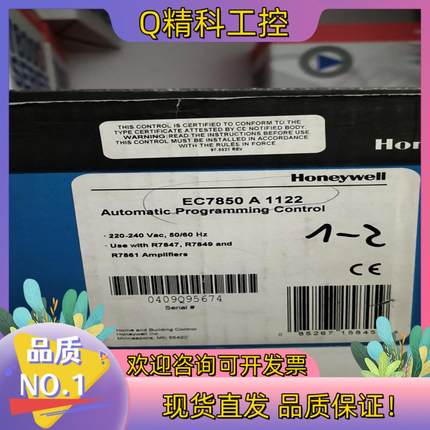 Q精科工控
THIS CONTROL IS CERTIFIED TO CONFORM TO THE
TYPE CERTIFICATE ATTESTED BY CE NOTIFIED BODY.
WARNING:READ THE INSTRUCTIONS BEFORE USE
THIS CONTROL MUST BE INSTALLED IN ACCORDANCE
WITH THE RULES IN FORCE
Hon
Honeywell
EC7850 A 1122
Automatic Programming Control
· 220-240 Vac, 50/60 Hz
· Use with R7847, R7849 and
R7861 Amplifiers
1-2
CE
0409Q95674
Serial #
Home and Building Control
Honeywell Inc.
85267 18845
品质
NO.1
欢迎咨询可开发票
现货直发 品质保证！